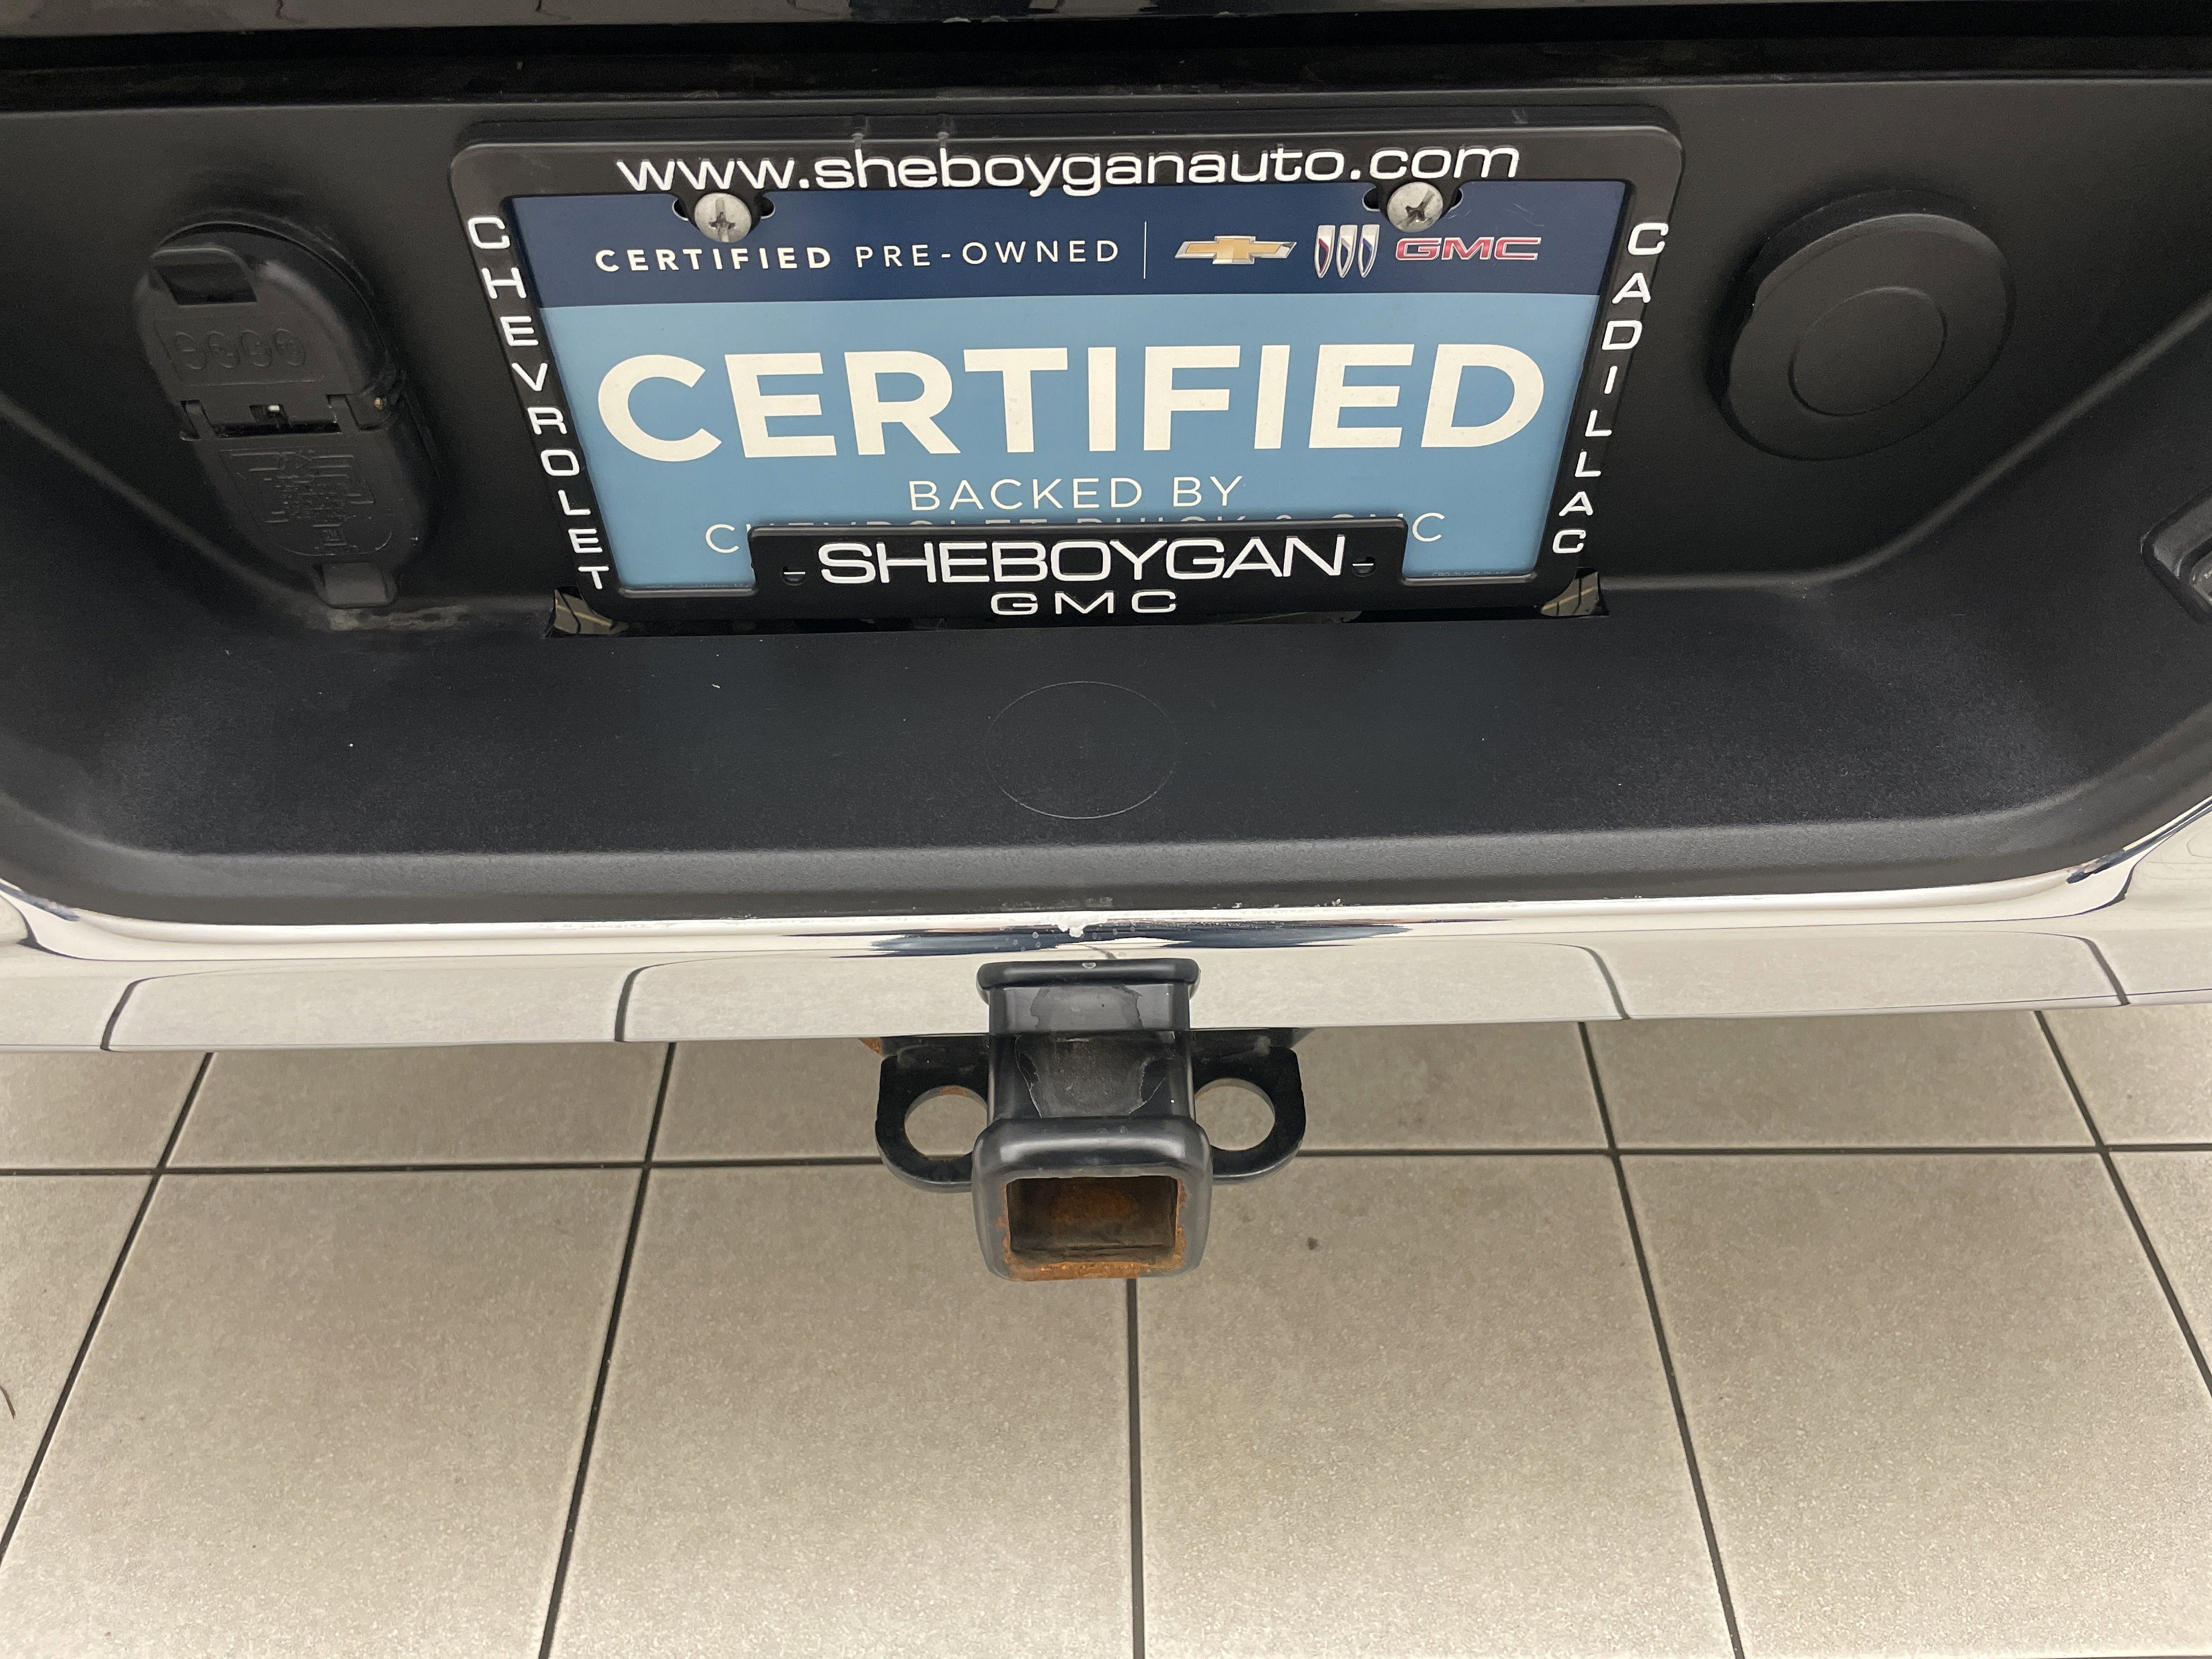 www.sheboyganauto.com
CERTIFIED PRE-OWNED GMC
CHEVROLET
CERTIFIED
CADILLAC
BACKED BY
SHEBOYGAN
GMC